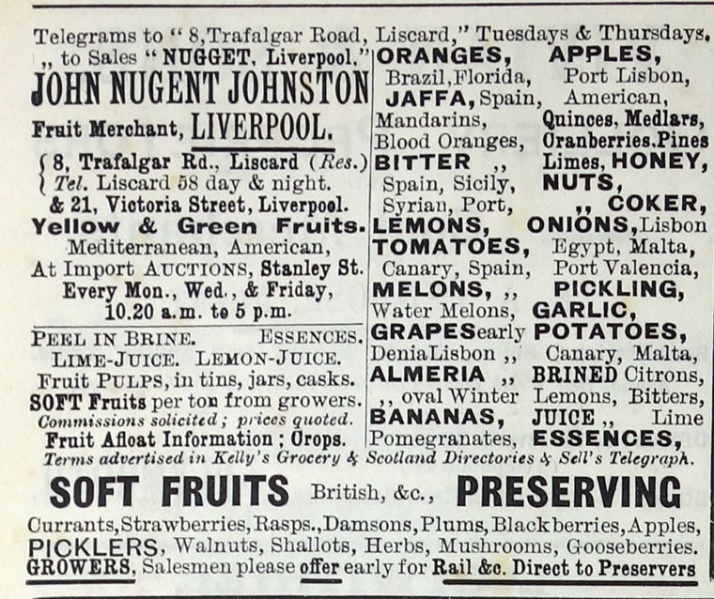 Telegrams to "8, Trafalgar Road, Liscard," Tuesdays & Thursdays.
„ to Sales "NUGGET, Liverpool."
JOHN NUGENT JOHNSTON
Fruit Merchant, LIVERPOOL.
8, Trafalgar Rd., Liscard (Res.)
Tel. Liscard 58 day & night.
& 21, Victoria Street, Liverpool.
Yellow & Green Fruits.
Mediterranean, American,
At Import AUCTIONS, Stanley St.
Every Mon., Wed., & Friday,
10.20 a.m. to 5 p.m.
PEEL IN BRINE. ESSENCES.
LIME-JUICE. LEMON-JUICE.
Fruit PULPS, in tins, jars, casks.
SOFT Fruits per ton from growers.
Commissions solicited; prices quoted.
Fruit Afloat Information; Crops.
ORANGES,
Brazil, Florida,
JAFFA, Spain,
Mandarins,
Blood Oranges,
BITTER „
Spain, Sicily,
Syrian, Port,
LEMONS,
TOMATOES,
Canary, Spain,
MELONS, „
Water Melons,
GRAPES early
Denia Lisbon „
ALMERIA „
„ oval Winter
BANANAS,
Pomegranates,
APPLES,
Port Lisbon,
American,
Quinces, Medlars,
Cranberries. Pines
Limes, HONEY,
NUTS,
„ COKER,
ONIONS, Lisbon
Egypt, Malta,
Port Valencia,
PICKLING,
GARLIC,
POTATOES,
Canary, Malta,
BRINED Citrons,
Lemons, Bitters,
JUICE „ Lime
ESSENCES,
Terms advertised in Kelly's Grocery & Scotland Directories & Sell's Telegraph.
SOFT FRUITS British, &c., PRESERVING
Currants, Strawberries, Rasps., Damsons, Plums, Blackberries, Apples,
PICKLERS, Walnuts, Shallots, Herbs, Mushrooms, Gooseberries.
GROWERS, Salesmen please offer early for Rail &c. Direct to Preservers